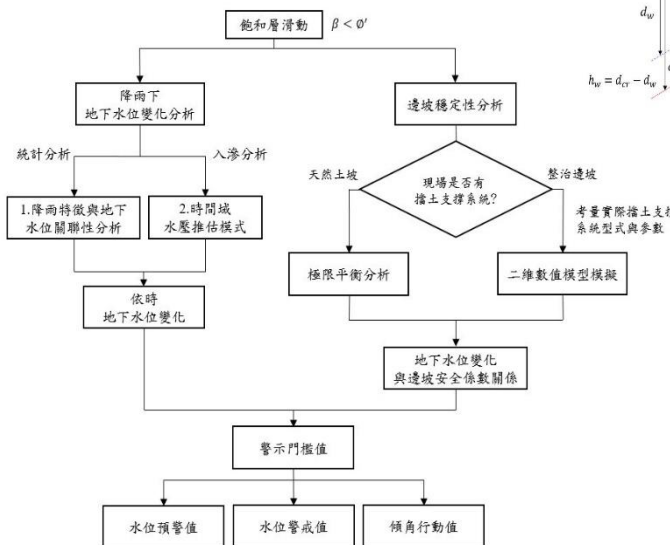 飽和層滑動
β < ∅′
d_w
h_w = d_cr − d_w
降雨下
地下水位變化分析
邊坡穩定性分析
統計分析
入滲分析
天然土坡
整治邊坡
現場是否有
擋土支撐系統?
1.降雨特徵與地下
水位關聯性分析
2.時間域
水壓推估模式
考量實際擋土支撐
系統型式與參數
極限平衡分析
二維數值模型模擬
依時
地下水位變化
地下水位變化
與邊坡安全係數關係
警示門檻值
水位預警值
水位警戒值
傾角行動值